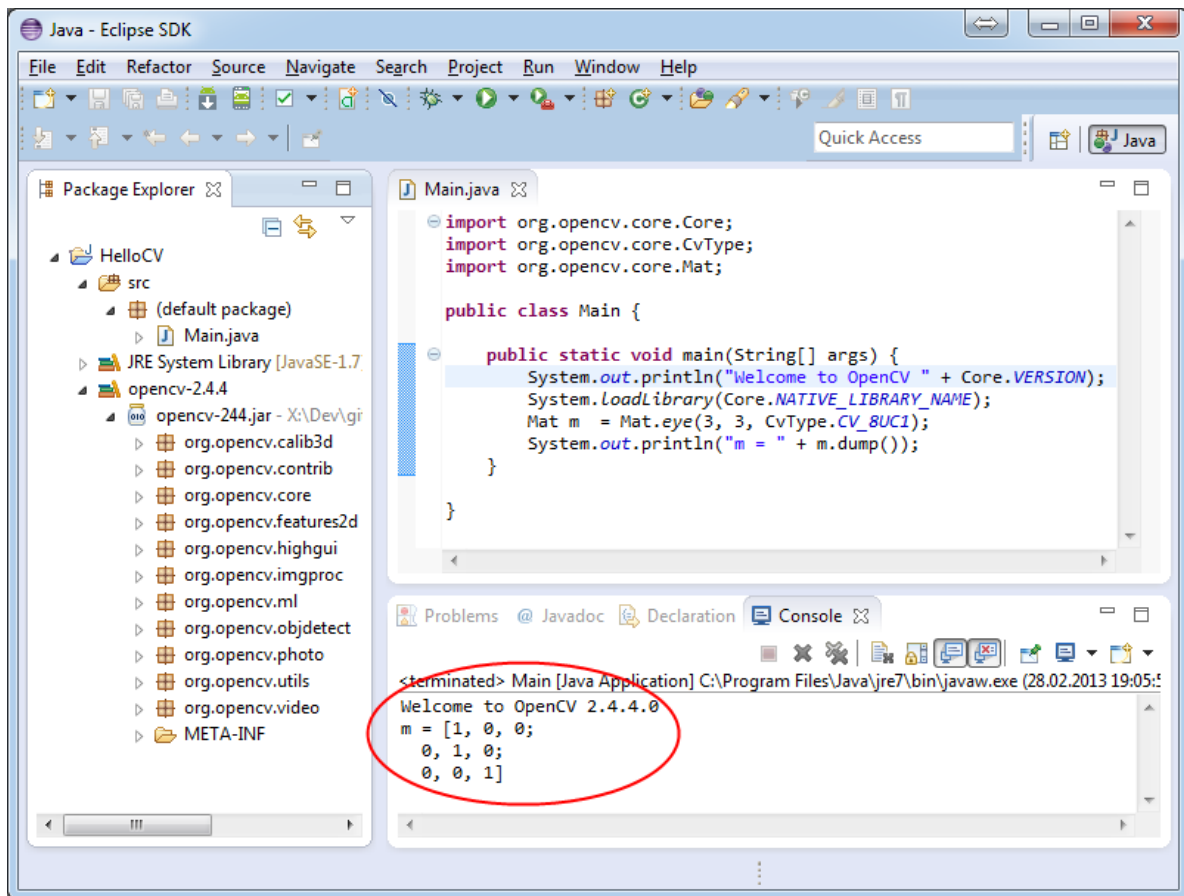 Java - Eclipse SDK
File Edit Refactor Source Navigate Search Project Run Window Help
Quick Access
Java
Package Explorer
HelloCV
src
(default package)
Main.java
JRE System Library [JavaSE-1.7
opencv-2.4.4
opencv-244.jar - X:\Dev\gi
org.opencv.calib3d
org.opencv.contrib
org.opencv.core
org.opencv.features2d
org.opencv.highgui
org.opencv.imgproc
org.opencv.ml
org.opencv.objdetect
org.opencv.photo
org.opencv.utils
org.opencv.video
META-INF
Main.java
import org.opencv.core.Core;
import org.opencv.core.CvType;
import org.opencv.core.Mat;
public class Main {
public static void main(String[] args) {
System.out.println("Welcome to OpenCV " + Core.VERSION);
System.loadLibrary(Core.NATIVE_LIBRARY_NAME);
Mat m  = Mat.eye(3, 3, CvType.CV_8UC1);
System.out.println("m = " + m.dump());
}
}
Problems @ Javadoc Declaration Console
<terminated> Main [Java Application] C:\Program Files\Java\jre7\bin\javaw.exe (28.02.2013 19:05:5
Welcome to OpenCV 2.4.4.0
m = [1, 0, 0;
0, 1, 0;
0, 0, 1]